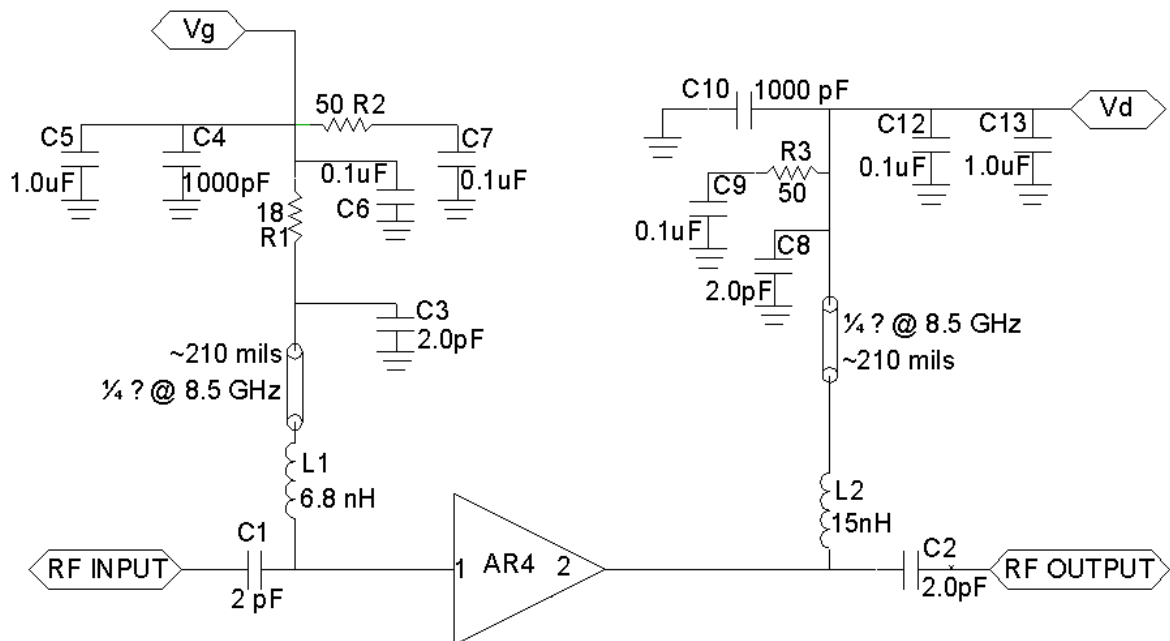 Vg
50 R2
C5
C4
C7
1.0uF
1000pF
0.1uF
C6
0.1uF
18
R1
C3
2.0pF
~210 mils
¼ ? @ 8.5 GHz
L1
6.8 nH
C1
2 pF
RF INPUT
1
AR4
2
C10
1000 pF
Vd
C12
0.1uF
C13
1.0uF
R3
50
C9
0.1uF
C8
2.0pF
¼ ? @ 8.5 GHz
~210 mils
L2
15nH
C2
2.0pF
RF OUTPUT